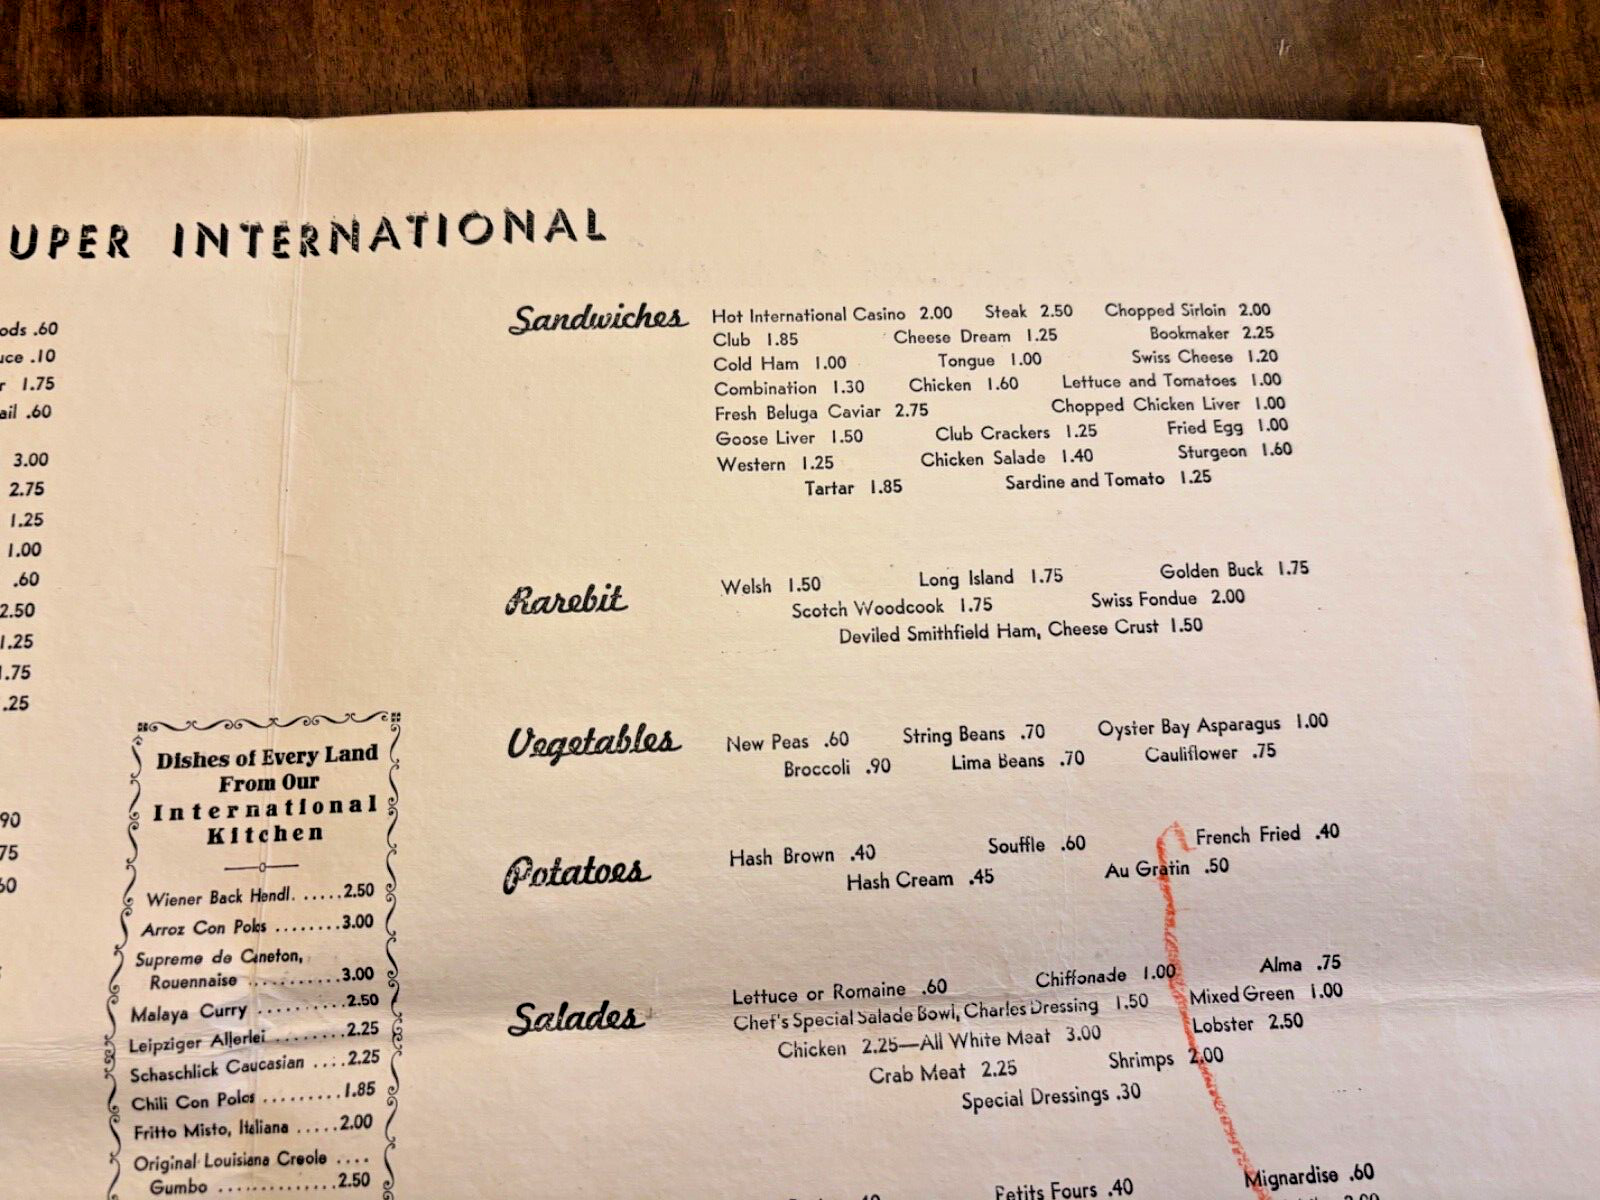 UPER INTERNATIONAL
ods .60
uce .10
r 1.75
ail .60
3.00
2.75
1.25
1.00
.60
2.50
1.25
1.75
.25
90
75
60
Dishes of Every Land
From Our
International
Kitchen
Wiener Back Hendl. .....2.50
Arroz Con Polos ........3.00
Supreme de Caneton,
Rouennaise ...........3.00
Malaya Curry ..........2.50
Leipziger Allerlei ........2.25
Schaschlick Caucasian ....2.25
Chili Con Polos .........1.85
Fritto Misto, Italiana .....2.00
Original Louisiana Creole ....
Gumbo .............2.50
Sandwiches
Hot International Casino 2.00 Steak 2.50 Chopped Sirloin 2.00
Club 1.85 Cheese Dream 1.25 Bookmaker 2.25
Cold Ham 1.00 Tongue 1.00 Swiss Cheese 1.20
Combination 1.30 Chicken 1.60 Lettuce and Tomatoes 1.00
Fresh Beluga Caviar 2.75 Chopped Chicken Liver 1.00
Goose Liver 1.50 Club Crackers 1.25 Fried Egg 1.00
Western 1.25 Chicken Salade 1.40 Sturgeon 1.60
Tartar 1.85 Sardine and Tomato 1.25
Rarebit
Welsh 1.50 Long Island 1.75 Golden Buck 1.75
Scotch Woodcook 1.75 Swiss Fondue 2.00
Deviled Smithfield Ham, Cheese Crust 1.50
Vegetables
New Peas .60 String Beans .70 Oyster Bay Asparagus 1.00
Broccoli .90 Lima Beans .70 Cauliflower .75
Potatoes
Hash Brown .40 Souffle .60 French Fried .40
Hash Cream .45 Au Gratin .50
Salades
Lettuce or Romaine .60 Chiffonade 1.00 Alma .75
Chef's Special Salade Bowl, Charles Dressing 1.50 Mixed Green 1.00
Chicken 2.25—All White Meat 3.00 Lobster 2.50
Crab Meat 2.25 Shrimps 2.00
Special Dressings .30
Petits Fours .40 Mignardise .60